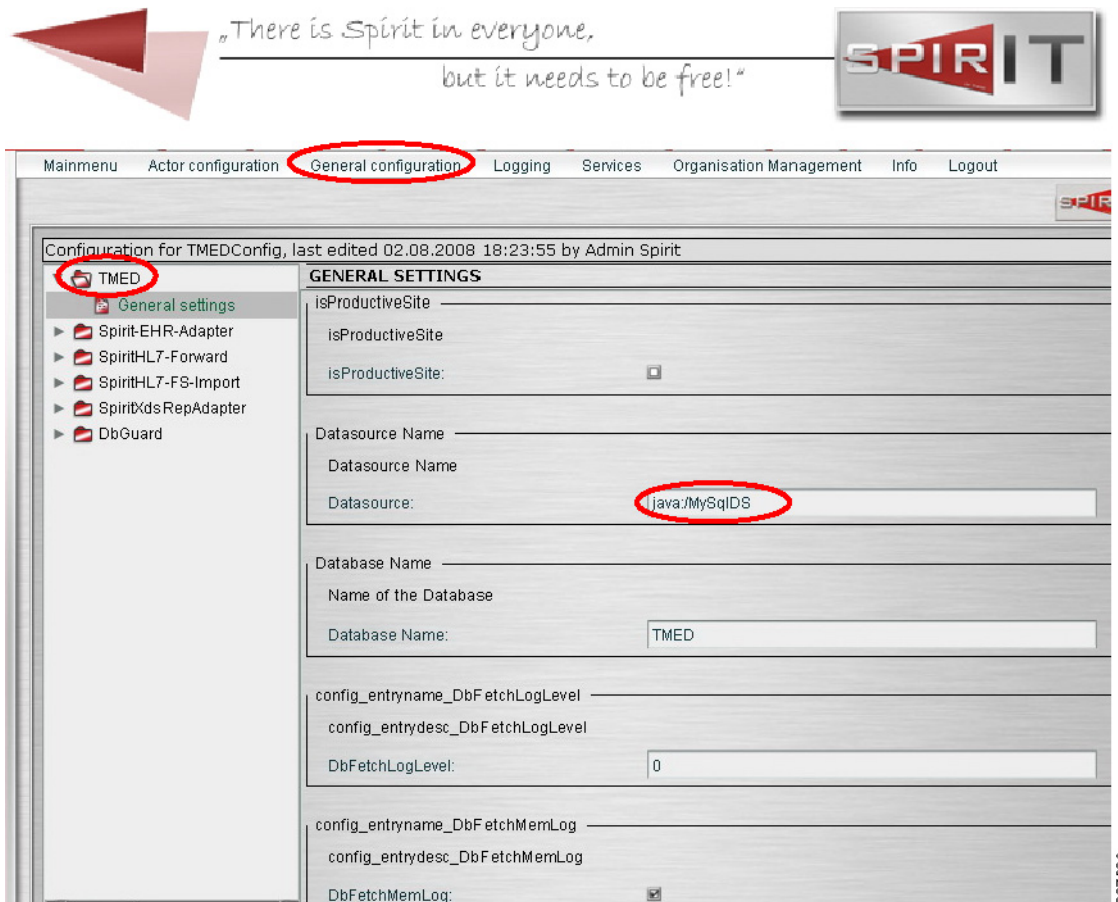 „There is Spirit in everyone,
but it needs to be free!“
SPIRIT
Mainmenu Actor configuration General configuration Logging Services Organisation Management Info Logout
Configuration for TMEDConfig, last edited 02.08.2008 18:23:55 by Admin Spirit
TMED
General settings
Spirit-EHR-Adapter
SpiritHL7-Forward
SpiritHL7-FS-Import
SpiritXdsRepAdapter
DbGuard
GENERAL SETTINGS
isProductiveSite
isProductiveSite
isProductiveSite:
Datasource Name
Datasource Name
Datasource: java:/MySqlDS
Database Name
Name of the Database
Database Name: TMED
config_entryname_DbFetchLogLevel
config_entrydesc_DbFetchLogLevel
DbFetchLogLevel: 0
config_entryname_DbFetchMemLog
config_entrydesc_DbFetchMemLog
DbFetchMemLog: